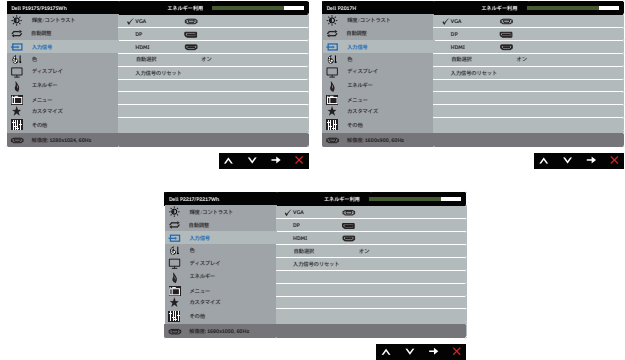 Dell P1917S/P1917SWh エネルギー利用
輝度/コントラスト ✓ VGA
自動調整 DP
入力信号 HDMI
色 自動選択 オン
ディスプレイ 入力信号のリセット
エネルギー
メニュー
カスタマイズ
その他
解像度: 1280x1024, 60Hz
Dell P2017H エネルギー利用
輝度/コントラスト ✓ VGA
自動調整 DP
入力信号 HDMI
色 自動選択 オン
ディスプレイ 入力信号のリセット
エネルギー
メニュー
カスタマイズ
その他
解像度: 1600x900, 60Hz
Dell P2217/P2217Wh エネルギー利用
輝度/コントラスト ✓ VGA
自動調整 DP
入力信号 HDMI
色 自動選択 オン
ディスプレイ 入力信号のリセット
エネルギー
メニュー
カスタマイズ
その他
解像度: 1680x1050, 60Hz